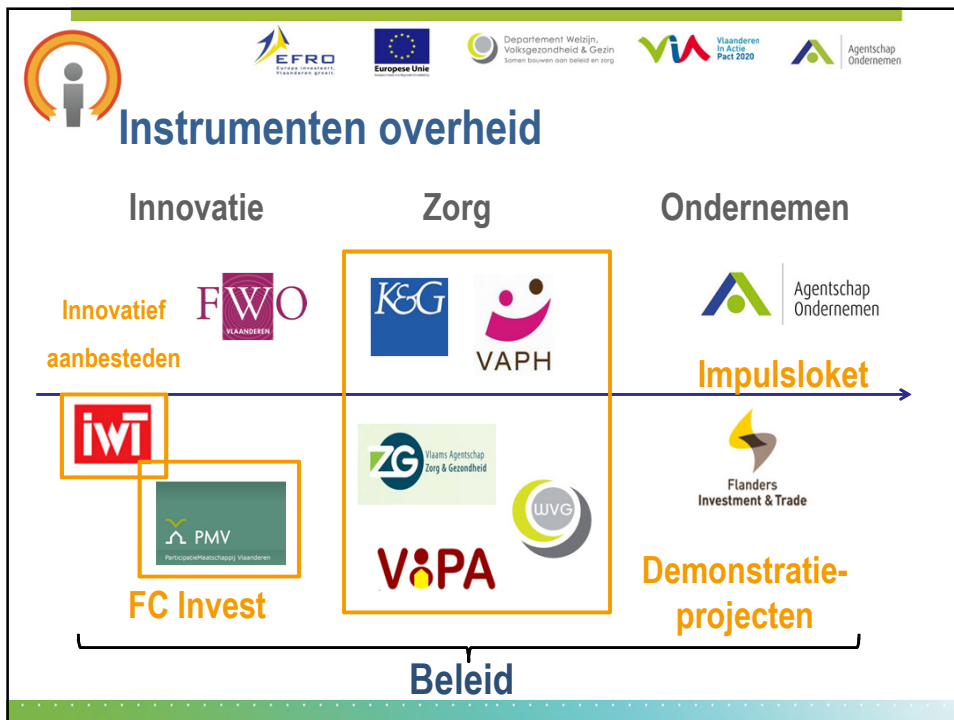 EFRO
Europa investeert,
Vlaanderen groeit.
Europese Unie
Departement Welzijn,
Volksgezondheid & Gezin
Samen bouwen aan beleid en zorg
ViA
Vlaanderen
In Actie
Pact 2020
Agentschap
Ondernemen
Instrumenten overheid
Innovatie
Zorg
Ondernemen
Innovatief
aanbesteden
FWO
VLAANDEREN
K&G
VAPH
Agentschap
Ondernemen
Impulsloket
iWT
PMV
ParticipatieMaatschappij Vlaanderen
FC Invest
ZG
Vlaams Agentschap
Zorg & Gezondheid
WVG
ViPA
Flanders
Investment & Trade
Demonstratie-
projecten
Beleid